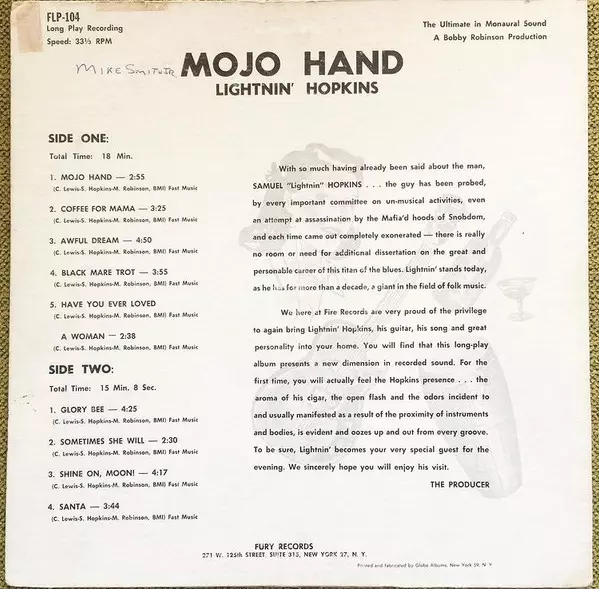 FLP-104
Long Play Recording
Speed: 33⅓ RPM
The Ultimate in Monaural Sound
A Bobby Robinson Production
MIKE
MOJO HAND
LIGHTNIN' HOPKINS
SIDE ONE:
Total Time: 18 Min.
1. MOJO HAND — 2:55
(C. Lewis-S. Hopkins-M. Robinson, BMI) Fast Music
2. COFFEE FOR MAMA — 3:25
(C. Lewis-S. Hopkins-M. Robinson, BMI) Fast Music
3. AWFUL DREAM — 4:50
(C. Lewis-S. Hopkins-M. Robinson, BMI) Fast Music
4. BLACK MARE TROT — 3:55
(C. Lewis-S. Hopkins-M. Robinson, BMI) Fast Music
5. HAVE YOU EVER LOVED
A WOMAN — 2:38
(C. Lewis-S. Hopkins-M. Robinson, BMI) Fast Music
SIDE TWO:
Total Time: 15 Min. 8 Sec.
1. GLORY BEE — 4:25
(C. Lewis-S. Hopkins-M. Robinson, BMI) Fast Music
2. SOMETIMES SHE WILL — 2:30
(C. Lewis-S. Hopkins-M. Robinson, BMI) Fast Music
3. SHINE ON, MOON! — 4:17
(C. Lewis-S. Hopkins-M. Robinson, BMI) Fast Music
4. SANTA — 3:44
(C. Lewis-S. Hopkins-M. Robinson, BMI) Fast Music
With so much having already been said about the man,
SAMUEL "Lightnin" HOPKINS . . . the guy has been probed,
by every important committee on un-musical activities, even
an attempt at assassination by the Mafia'd hoods of Snobdom,
and each time came out completely exonerated — there is really
no room or need for additional dissertation on the great and
personable career of this titan of the blues. Lightnin' stands today,
as he has for more than a decade, a giant in the field of folk music.
We here at Fire Records are very proud of the privilege
to again bring Lightnin' Hopkins, his guitar, his song and great
personality into your home. You will find that this long-play
album presents a new dimension in recorded sound. For the
first time, you will actually feel the Hopkins presence . . . the
aroma of his cigar, the open flash and the odors incident to
and usually manifested as a result of the proximity of instruments
and bodies, is evident and oozes up and out from every groove.
To be sure, Lightnin' becomes your very special guest for the
evening. We sincerely hope you will enjoy his visit.
THE PRODUCER
FURY RECORDS
271 W. 125th STREET, SUITE 315, NEW YORK 27, N. Y.
Printed and fabricated by Globe Albums, New York 59, N. Y.